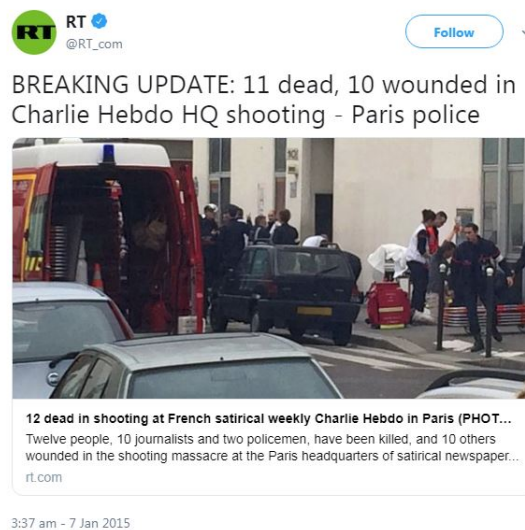 RT
RT
@RT_com
Follow
BREAKING UPDATE: 11 dead, 10 wounded in
Charlie Hebdo HQ shooting - Paris police
12 dead in shooting at French satirical weekly Charlie Hebdo in Paris (PHOT...
Twelve people, 10 journalists and two policemen, have been killed, and 10 others
wounded in the shooting massacre at the Paris headquarters of satirical newspaper...
rt.com
3:37 am - 7 Jan 2015